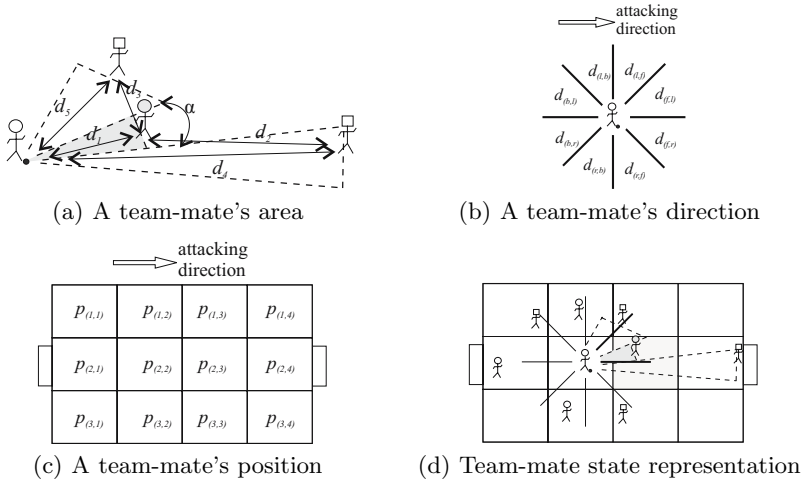 d₅
d₃
α
d₁
d₂
d₄
(a) A team-mate's area
attacking
direction
d(l,b) d(l,f)
d(b,l) d(f,l)
d(b,r) d(f,r)
d(r,b) d(r,f)
(b) A team-mate's direction
attacking
direction
p(1,1) p(1,2) p(1,3) p(1,4)
p(2,1) p(2,2) p(2,3) p(2,4)
p(3,1) p(3,2) p(3,3) p(3,4)
(c) A team-mate's position
(d) Team-mate state representation